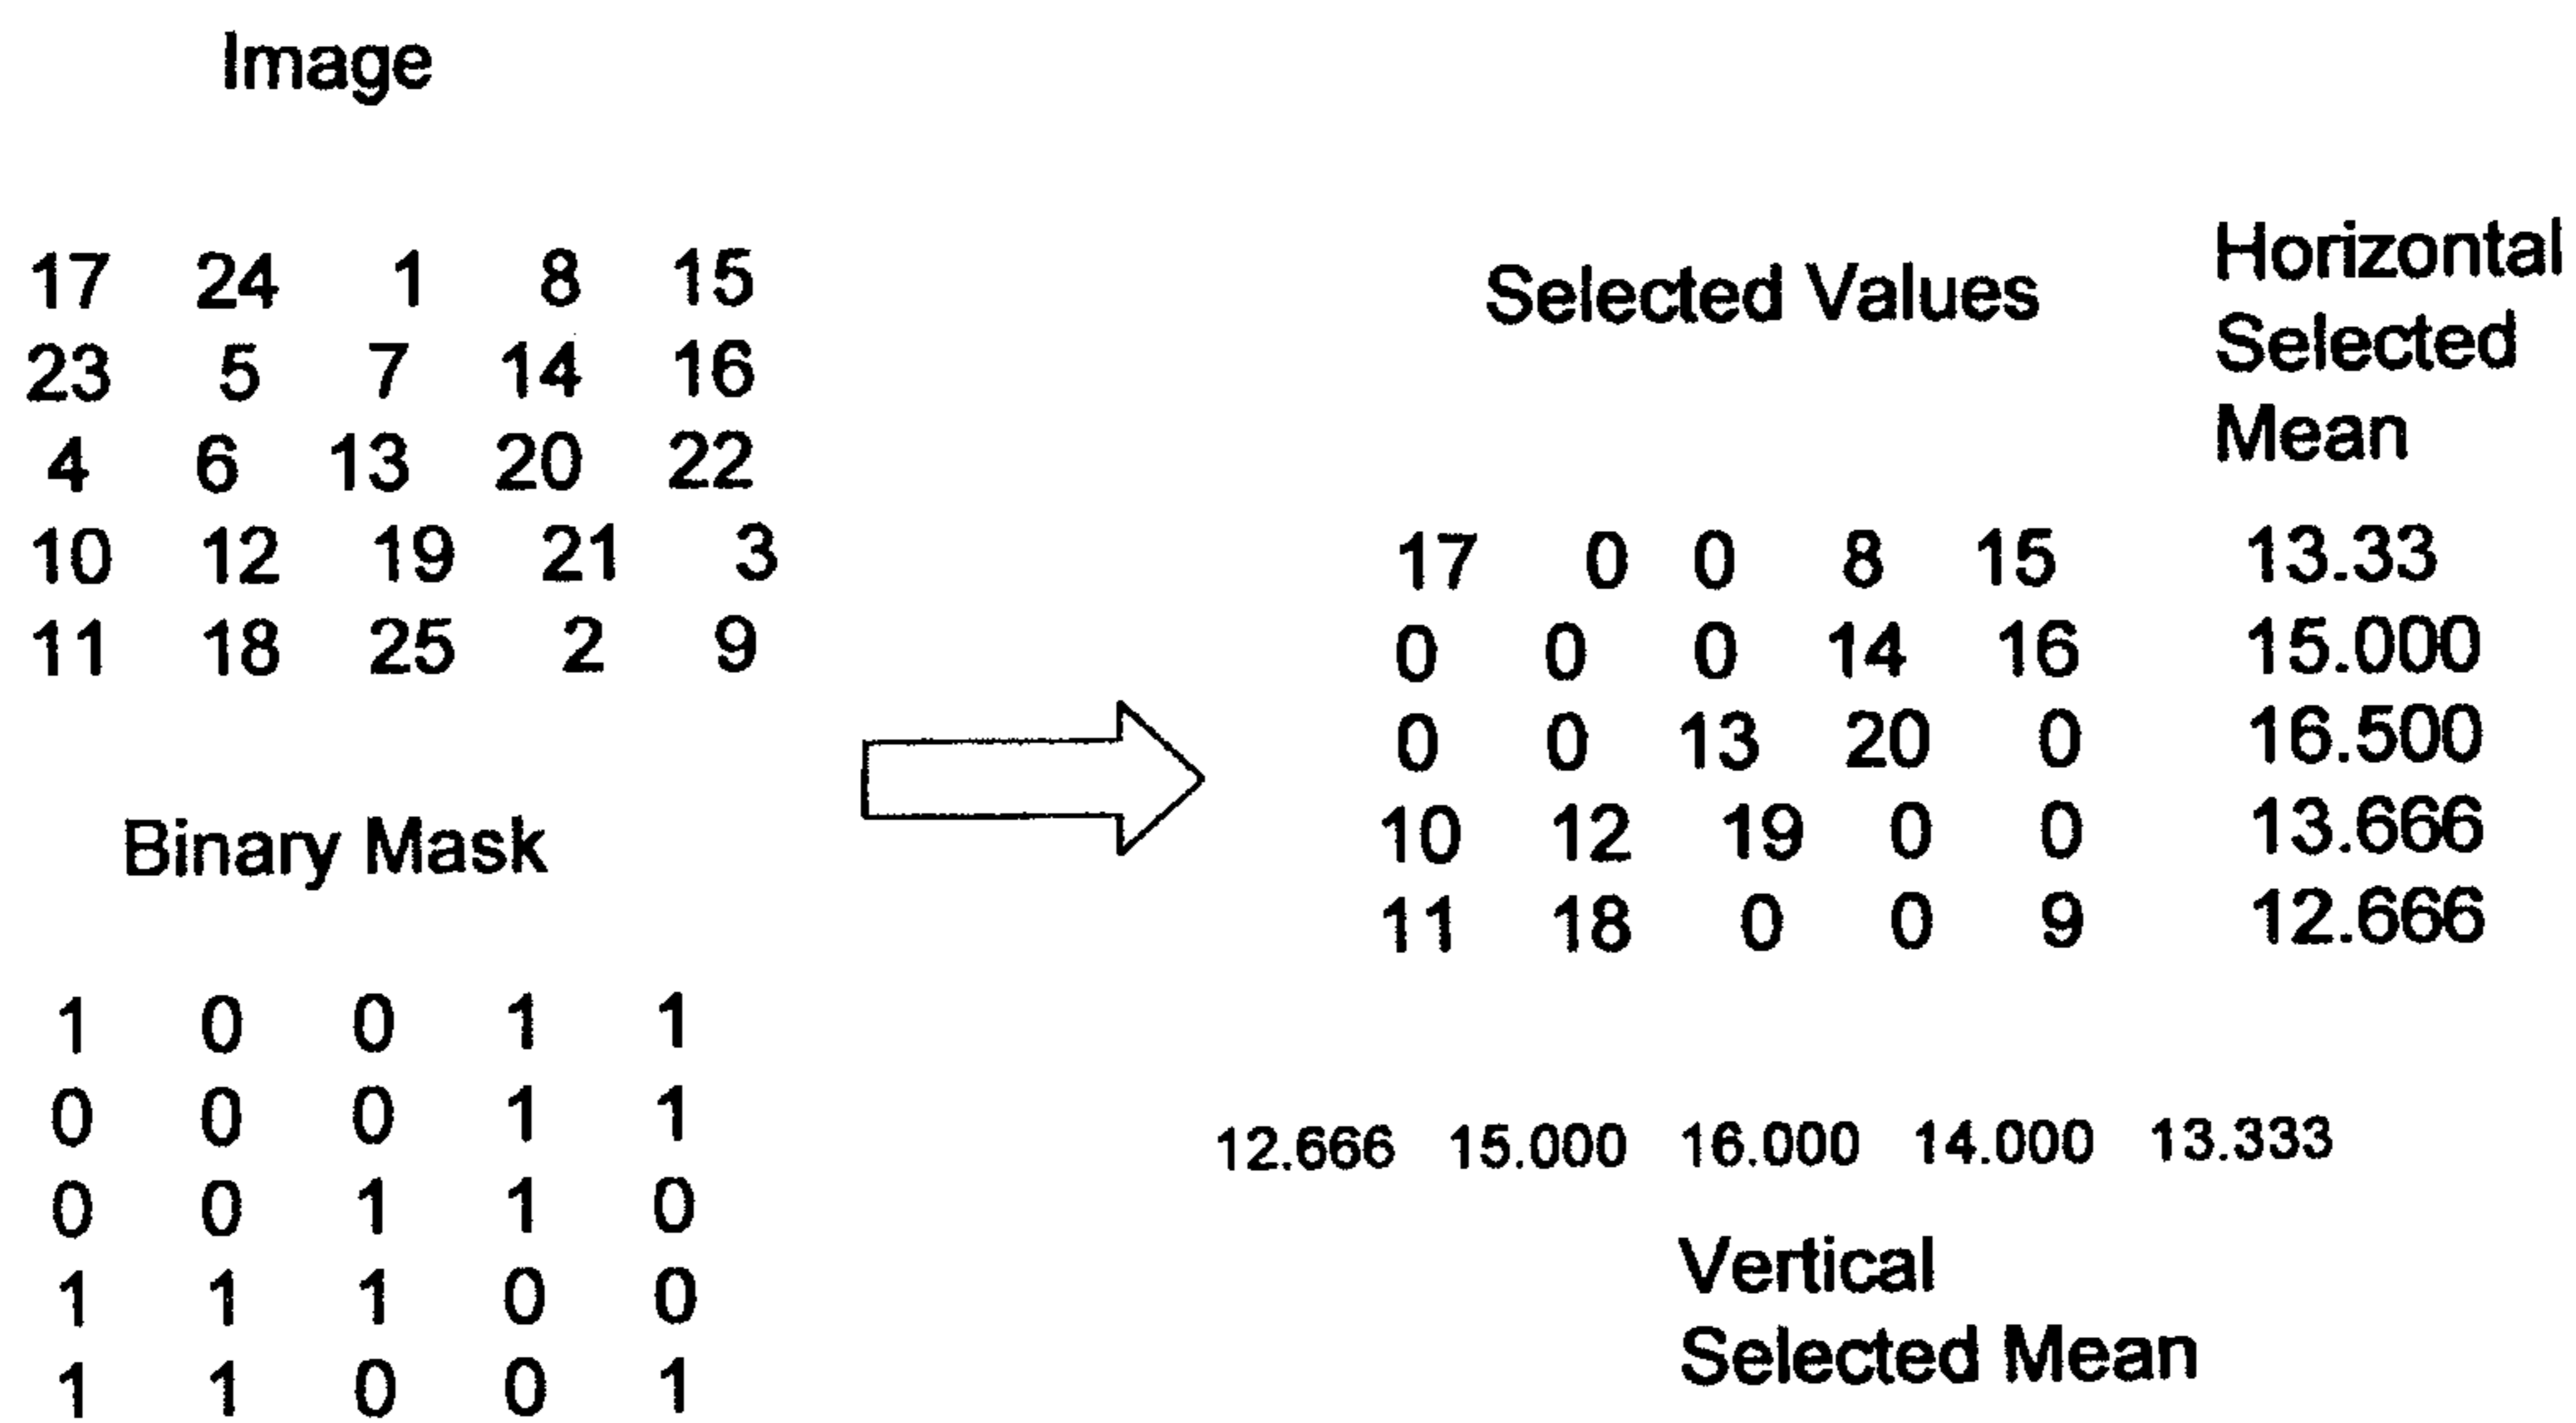 Image
17 24 1 8 15
23 5 7 14 16
4 6 13 20 22
10 12 19 21 3
11 18 25 2 9
Binary Mask
1 0 0 1 1
0 0 0 1 1
0 0 1 1 0
1 1 1 0 0
1 1 0 0 1
Selected Values
Horizontal
Selected
Mean
17 0 0 8 15 13.33
0 0 0 14 16 15.000
0 0 13 20 0 16.500
10 12 19 0 0 13.666
11 18 0 0 9 12.666
12.666 15.000 16.000 14.000 13.333
Vertical
Selected Mean